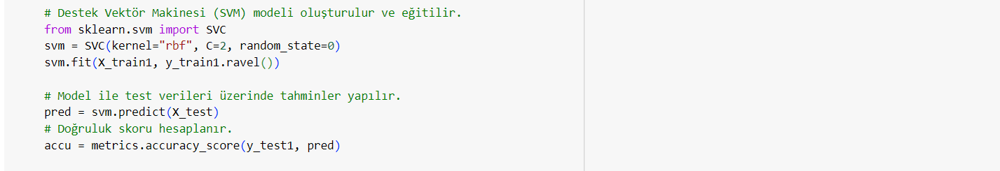 # Destek Vektör Makinesi (SVM) modeli oluşturulur ve eğitilir.
from sklearn.svm import SVC
svm = SVC(kernel="rbf", C=2, random_state=0)
svm.fit(X_train1, y_train1.ravel())
# Model ile test verileri üzerinde tahminler yapılır.
pred = svm.predict(X_test)
# Doğruluk skoru hesaplanır.
accu = metrics.accuracy_score(y_test1, pred)